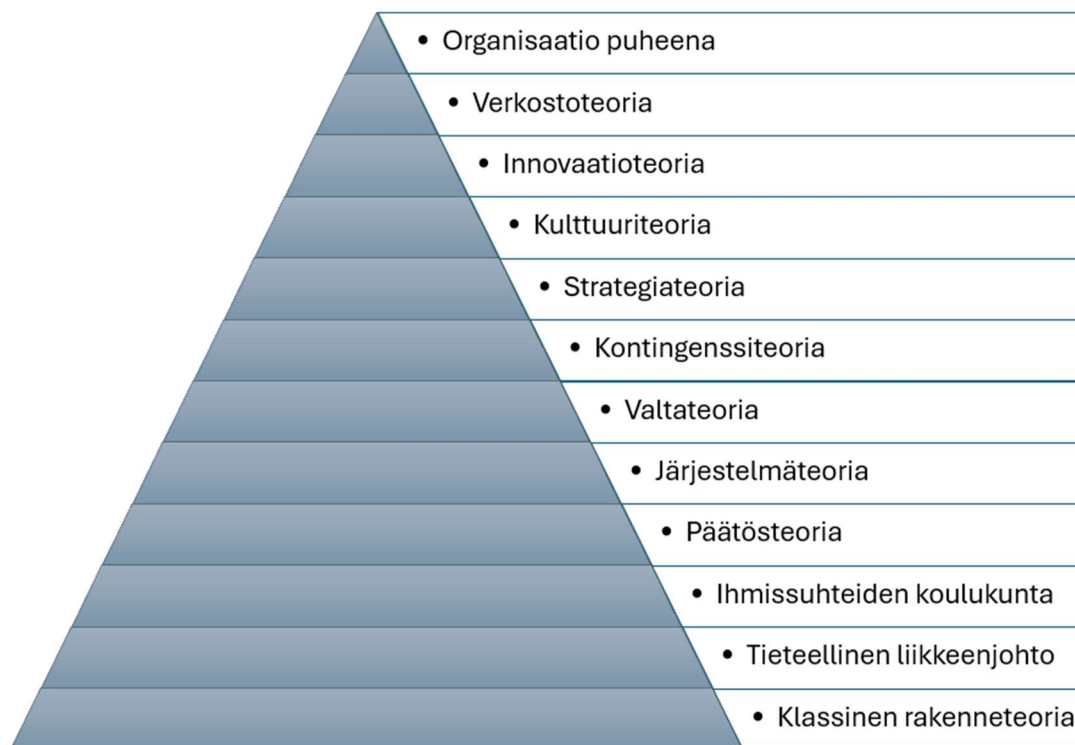 • Organisaatio puheena
• Verkostoteoria
• Innovaatioteoria
• Kulttuuriteoria
• Strategiateoria
• Kontingenssiteoria
• Valtateoria
• Järjestelmäteoria
• Päätösteoria
• Ihmissuhteiden koulukunta
• Tieteellinen liikkeenjohto
• Klassinen rakenneteoria